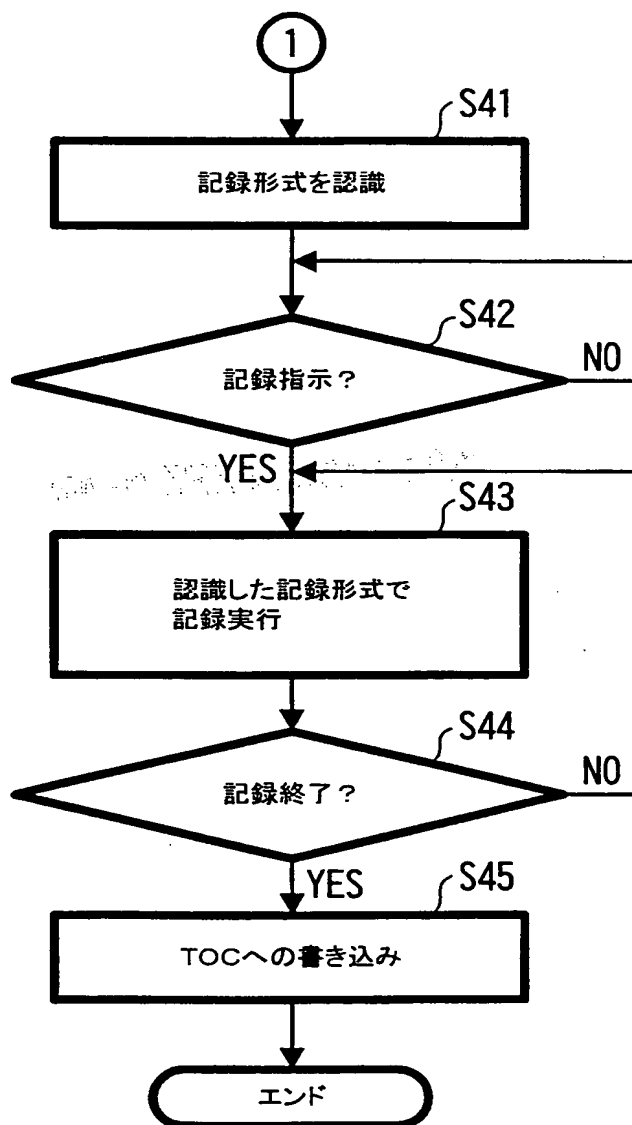 1
S41
記録形式を認識
S42
記録指示?
NO
YES
S43
認識した記録形式で
記録実行
S44
記録終了?
NO
YES
S45
TOCへの書き込み
エンド